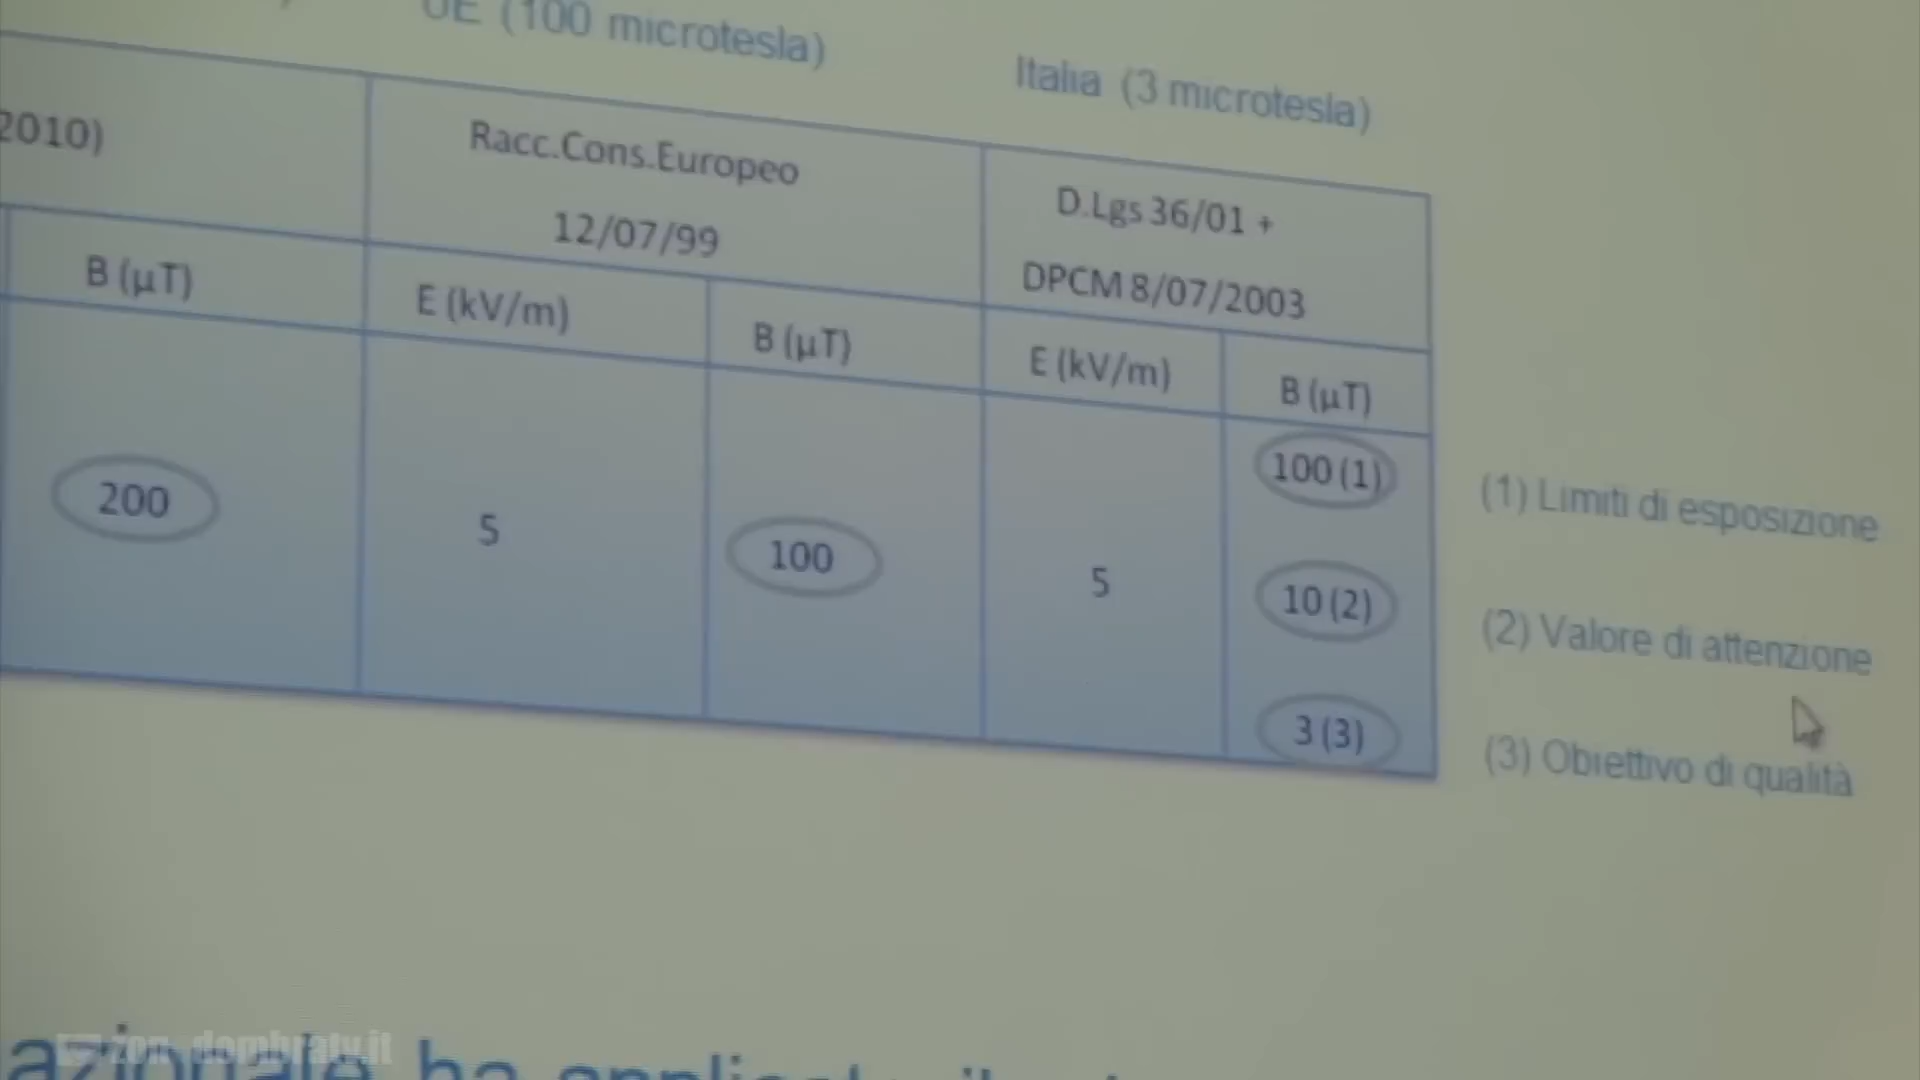 UE (100 microtesla)
Italia (3 microtesla)
2010)
Racc.Cons.Europeo
12/07/99
D.Lgs 36/01 +
DPCM 8/07/2003
B (µT)
E (kV/m)
B (µT)
E (kV/m)
B (µT)
200
5
100
5
100 (1)
10 (2)
3 (3)
(1) Limiti di esposizione
(2) Valore di attenzione
(3) Obiettivo di qualità
azionale ha